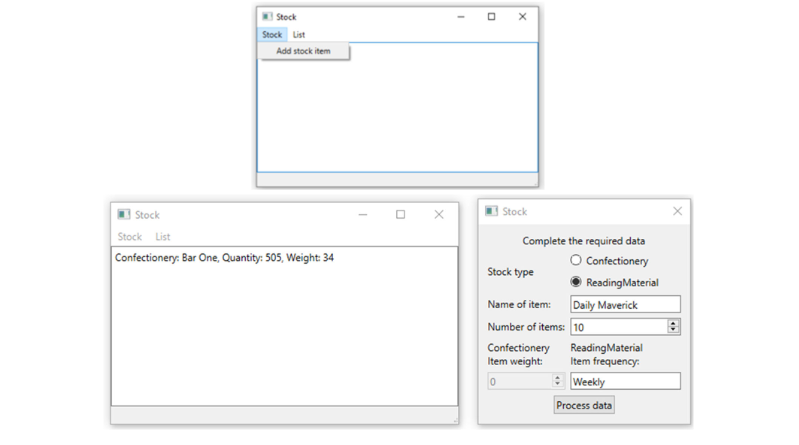 Stock
Stock List
Add stock item
Stock
Stock List
Confectionery: Bar One, Quantity: 505, Weight: 34
Stock
Complete the required data
Stock type
Confectionery
ReadingMaterial
Name of item: Daily Maverick
Number of items: 10
Confectionery ReadingMaterial
Item weight: Item frequency:
0 Weekly
Process data